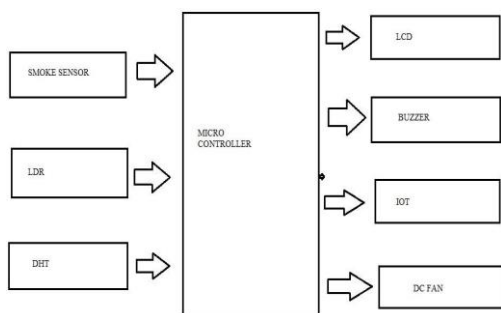 LCD
SMOKE SENSOR
BUZZER
MICRO
CONTROLLER
LDR
IOT
DHT
DC FAN